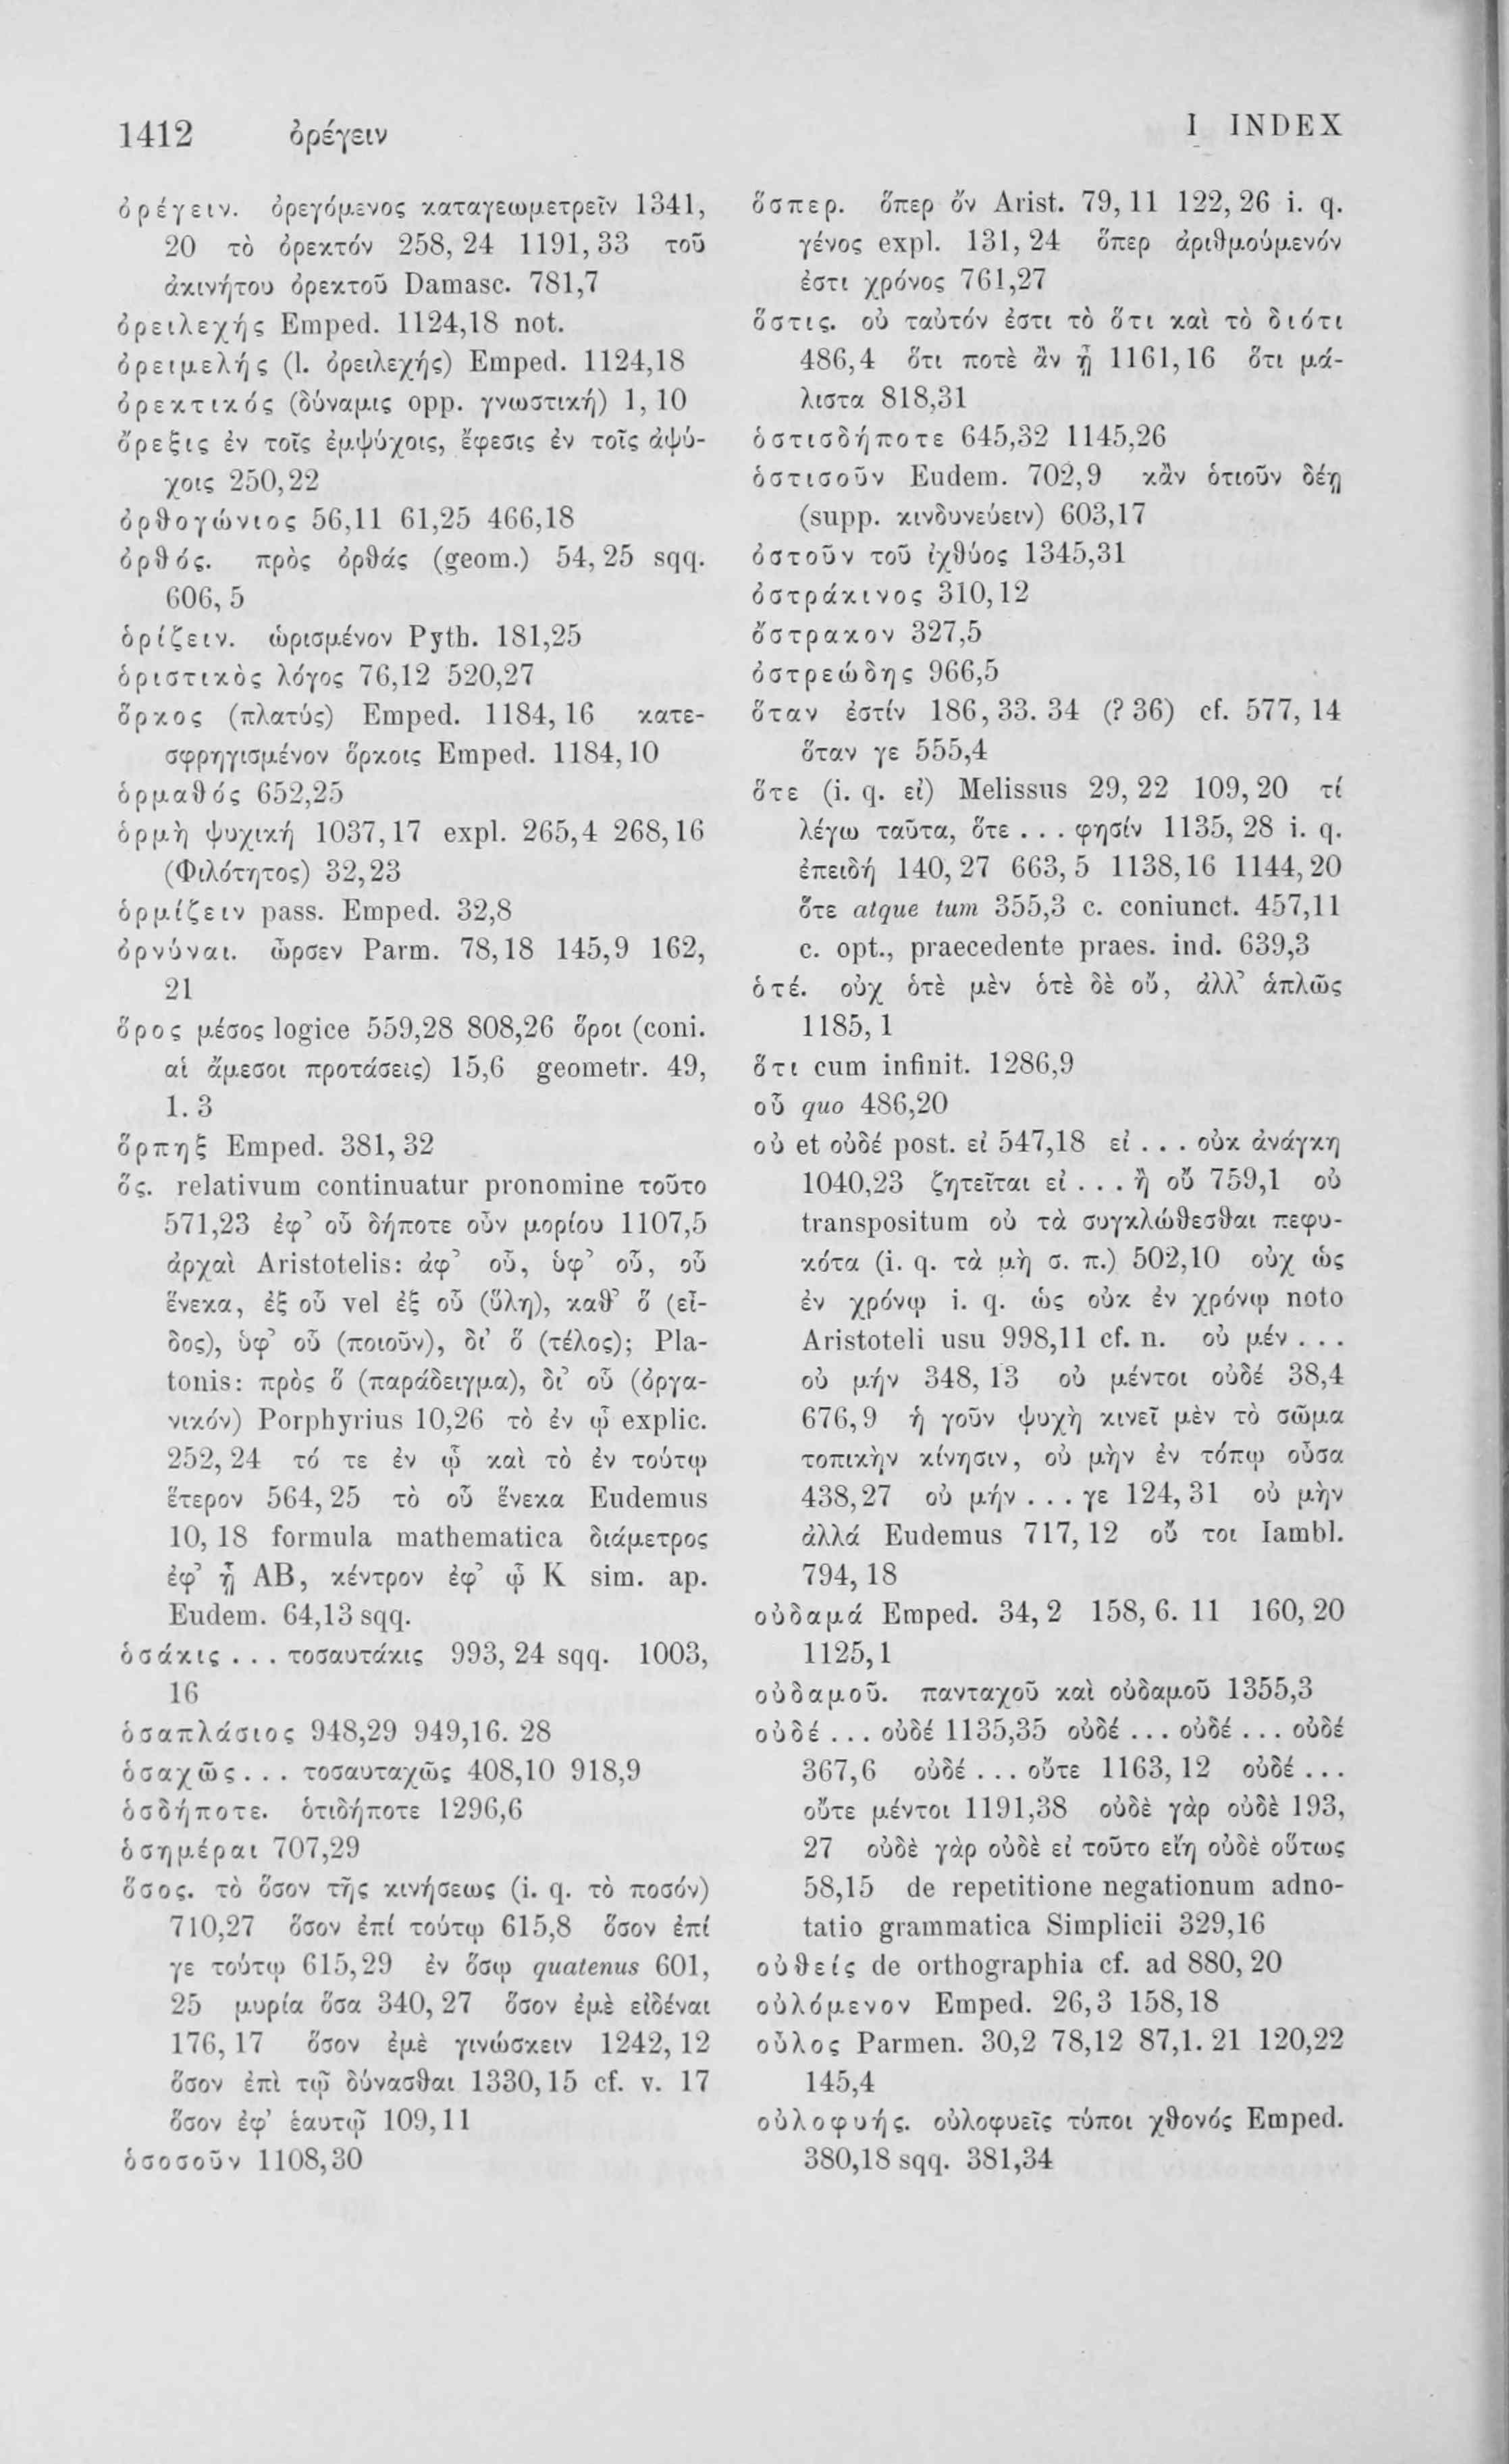 1412 ὀρέγειν
I INDEX
ὀρέγειν. ὀρεγόμενος καταγεωμετρεῖν 1341,
20 τὸ ὀρεκτόν 258, 24 1191, 33 τοῦ
ἀκινήτου ὀρεκτοῦ Damasc. 781,7
ὀρειλεχής Emped. 1124,18 not.
ὀρειμελής (l. ὀρειλεχής) Emped. 1124,18
ὀρεκτικός (δύναμις opp. γνωστική) 1, 10
ὄρεξις ἐν τοῖς ἐμψύχοις, ἔφεσις ἐν τοῖς ἀψύ-
χοις 250,22
ὀρθογώνιος 56,11 61,25 466,18
ὀρθός. πρὸς ὀρθάς (geom.) 54, 25 sqq.
606, 5
ὁρίζειν. ὡρισμένον Pyth. 181,25
ὁριστικὸς λόγος 76,12 520,27
ὅρκος (πλατύς) Emped. 1184, 16 κατε-
σφρηγισμένον ὅρκοις Emped. 1184,10
ὁρμαθός 652,25
ὁρμὴ ψυχική 1037,17 expl. 265,4 268,16
(Φιλότητος) 32,23
ὁρμίζειν pass. Emped. 32,8
ὀρνύναι. ὦρσεν Parm. 78,18 145,9 162,
21
ὅρος μέσος logice 559,28 808,26 ὅροι (coni.
αἱ ἄμεσοι προτάσεις) 15,6 geometr. 49,
1. 3
ὄρπηξ Emped. 381, 32
ὅς. relativum continuatur pronomine τοῦτο
571,23 ἐφ’ οὗ δήποτε οὖν μορίου 1107,5
ἀρχαὶ Aristotelis: ἀφ’ οὗ, ὑφ’ οὗ, οὗ
ἕνεκα, ἐξ οὗ vel ἐξ οὗ (ὕλη), καθ’ ὅ (εἶ-
δος), ὑφ’ οὗ (ποιοῦν), δι’ ὅ (τέλος); Pla-
tonis: πρὸς ὅ (παράδειγμα), δι’ οὗ (ὀργα-
νικόν) Porphyrius 10,26 τὸ ἐν ᾧ explic.
252, 24 τό τε ἐν ᾧ καὶ τὸ ἐν τούτῳ
ἕτερον 564, 25 τὸ οὗ ἕνεκα Eudemus
10, 18 formula mathematica διάμετρος
ἐφ’ ᾗ ΑΒ, κέντρον ἐφ’ ᾧ Κ sim. ap.
Eudem. 64,13 sqq.
ὁσάκις . . . τοσαυτάκις 993, 24 sqq. 1003,
16
ὁσαπλάσιος 948,29 949,16. 28
ὁσαχῶς . . . τοσαυταχῶς 408,10 918,9
ὁσδήποτε. ὁτιδήποτε 1296,6
ὁσημέραι 707,29
ὅσος. τὸ ὅσον τῆς κινήσεως (i. q. τὸ ποσόν)
710,27 ὅσον ἐπί τούτῳ 615,8 ὅσον ἐπί
γε τούτῳ 615,29 ἐν ὅσῳ quatenus 601,
25 μυρία ὅσα 340, 27 ὅσον ἐμὲ εἰδέναι
176, 17 ὅσον ἐμὲ γινώσκειν 1242, 12
ὅσον ἐπὶ τῷ δύνασθαι 1330, 15 cf. v. 17
ὅσον ἐφ’ ἑαυτῷ 109,11
ὁσοσοῦν 1108,30
ὅσπερ. ὅπερ ὄν Arist. 79, 11 122, 26 i. q.
γένος expl. 131, 24 ὅπερ ἀριθμούμενόν
ἐστι χρόνος 761,27
ὅστις. οὐ ταὐτόν ἐστι τὸ ὅτι καὶ τὸ διότι
486,4 ὅτι ποτὲ ἂν ᾖ 1161, 16 ὅτι μά-
λιστα 818,31
ὁστισδήποτε 645,32 1145,26
ὁστισοῦν Eudem. 702,9 κἂν ὁτιοῦν δέῃ
(supp. κινδυνεύειν) 603,17
ὀστοῦν τοῦ ἰχθύος 1345,31
ὀστράκινος 310,12
ὄστρακον 327,5
ὀστρεώδης 966,5
ὅταν ἐστίν 186, 33. 34 (? 36) cf. 577, 14
ὅταν γε 555,4
ὅτε (i. q. εἰ) Melissus 29, 22 109, 20 τί
λέγω ταῦτα, ὅτε . . . φησίν 1135, 28 i. q.
ἐπειδή 140, 27 663, 5 1138,16 1144, 20
ὅτε atque tum 355,3 c. coniunct. 457,11
c. opt., praecedente praes. ind. 639,3
ὁτέ. οὐχ ὁτὲ μὲν ὁτὲ δὲ οὔ, ἀλλ’ ἁπλῶς
1185, 1
ὅτι cum infinit. 1286,9
οὗ quo 486,20
οὐ et οὐδέ post. εἰ 547,18 εἰ . . . οὐκ ἀνάγκη
1040,23 ζητεῖται εἰ . . . ἢ οὔ 759,1 οὐ
transpositum οὐ τὰ συγκλώθεσθαι πεφυ-
κότα (i. q. τὰ μὴ σ. π.) 502,10 οὐχ ὡς
ἐν χρόνῳ i. q. ὡς οὐκ ἐν χρόνῳ noto
Aristoteli usu 998,11 cf. n. οὐ μέν . . .
οὐ μήν 348, 13 οὐ μέντοι οὐδέ 38,4
676, 9 ἡ γοῦν ψυχὴ κινεῖ μὲν τὸ σῶμα
τοπικὴν κίνησιν, οὐ μὴν ἐν τόπῳ οὖσα
438, 27 οὐ μήν . . . γε 124, 31 οὐ μὴν
ἀλλά Eudemus 717, 12 οὔ τοι Iambl.
794, 18
οὐδαμά Emped. 34, 2 158, 6. 11 160, 20
1125, 1
οὐδαμοῦ. πανταχοῦ καὶ οὐδαμοῦ 1355,3
οὐδέ . . . οὐδέ 1135,35 οὐδέ . . . οὐδέ . . . οὐδέ
367,6 οὐδέ . . . οὔτε 1163, 12 οὐδέ . . .
οὔτε μέντοι 1191,38 οὐδὲ γὰρ οὐδὲ 193,
27 οὐδὲ γὰρ οὐδὲ εἰ τοῦτο εἴη οὐδὲ οὕτως
58,15 de repetitione negationum adno-
tatio grammatica Simplicii 329,16
οὐθείς de orthographia cf. ad 880, 20
οὐλόμενον Emped. 26,3 158,18
οὖλος Parmen. 30,2 78,12 87,1. 21 120,22
145,4
οὐλοφυής. οὐλοφυεῖς τύποι χθονός Emped.
380,18 sqq. 381,34